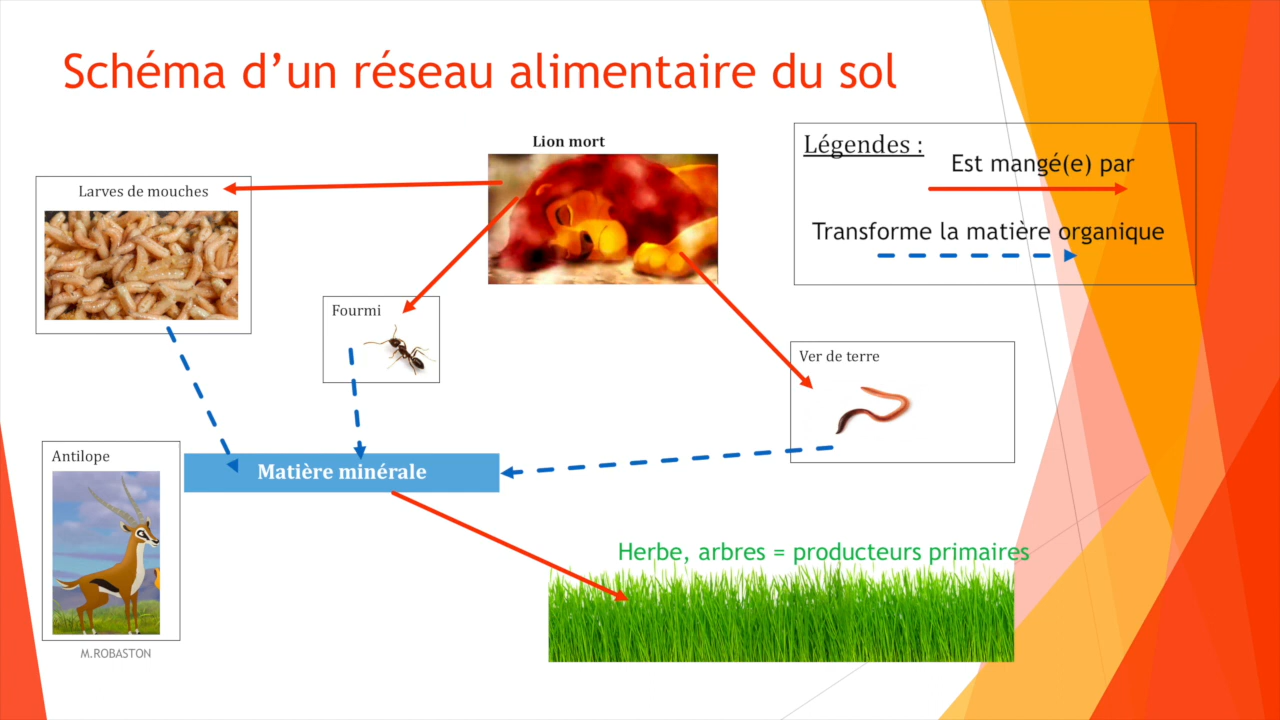 Schéma d’un réseau alimentaire du sol
Lion mort
Légendes :
Est mangé(e) par
Transforme la matière organique
Larves de mouches
Fourmi
Ver de terre
Antilope
Matière minérale
Herbe, arbres = producteurs primaires
M.ROBASTON